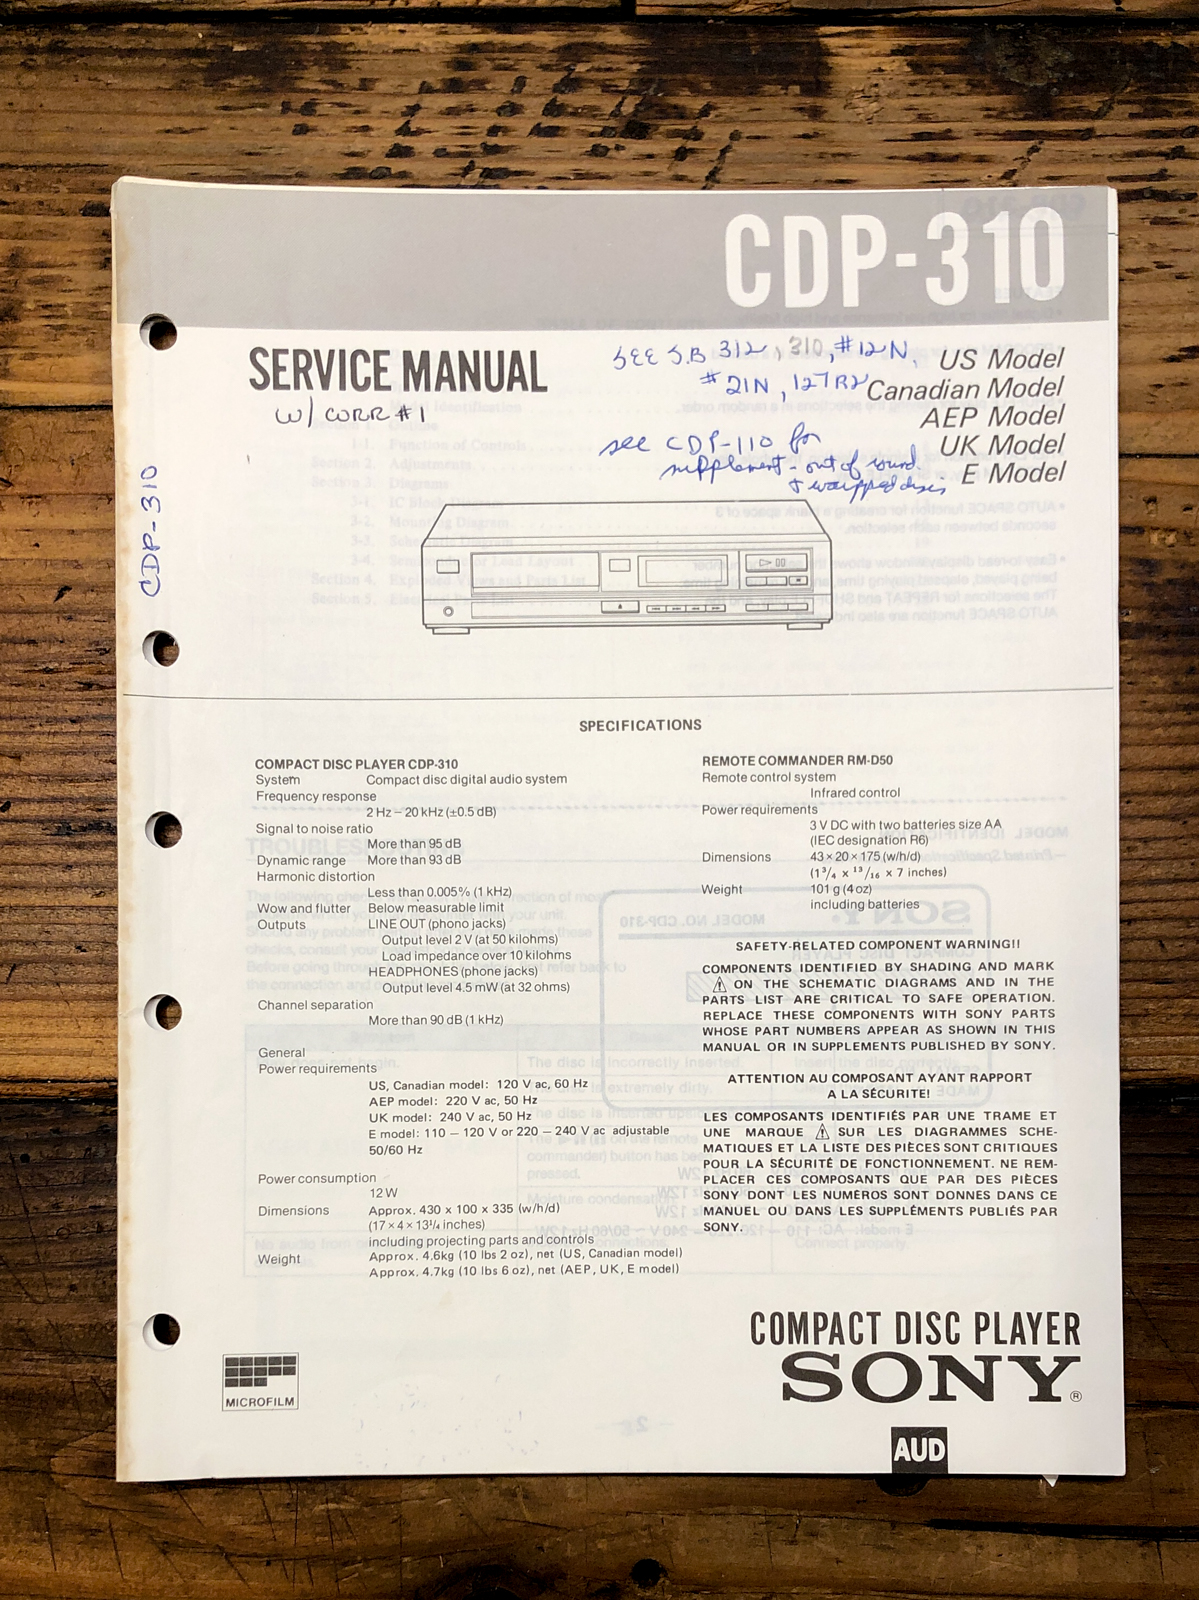 CDP-310
SERVICE MANUAL
W/ CORR #1
SEE S.B 312, 310, #12N,
#21N, 127R2
see CDP-110 for
supplement - out of round
+ warpped discs
US Model
Canadian Model
AEP Model
UK Model
E Model
CDP-310
SPECIFICATIONS
COMPACT DISC PLAYER CDP-310
System Compact disc digital audio system
Frequency response
2 Hz – 20 kHz (±0.5 dB)
Signal to noise ratio
More than 95 dB
Dynamic range More than 93 dB
Harmonic distortion
Less than 0.005% (1 kHz)
Wow and flutter Below measurable limit
Outputs LINE OUT (phono jacks)
Output level 2 V (at 50 kilohms)
Load impedance over 10 kilohms
HEADPHONES (phone jacks)
Output level 4.5 mW (at 32 ohms)
Channel separation
More than 90 dB (1 kHz)
General
Power requirements
US, Canadian model: 120 V ac, 60 Hz
AEP model: 220 V ac, 50 Hz
UK model: 240 V ac, 50 Hz
E model: 110 – 120 V or 220 – 240 V ac adjustable
50/60 Hz
Power consumption
12 W
Dimensions Approx. 430 x 100 x 335 (w/h/d)
(17 × 4 × 13¼ inches)
including projecting parts and controls
Weight Approx. 4.6kg (10 lbs 2 oz), net (US, Canadian model)
Approx. 4.7kg (10 lbs 6 oz), net (AEP, UK, E model)
REMOTE COMMANDER RM-D50
Remote control system
Infrared control
Power requirements
3 V DC with two batteries size AA
(IEC designation R6)
Dimensions 43 × 20 × 175 (w/h/d)
(1³/₄ x ¹³/₁₆ x 7 inches)
Weight 101 g (4 oz)
including batteries
SAFETY-RELATED COMPONENT WARNING!!
COMPONENTS IDENTIFIED BY SHADING AND MARK
⚠ ON THE SCHEMATIC DIAGRAMS AND IN THE
PARTS LIST ARE CRITICAL TO SAFE OPERATION.
REPLACE THESE COMPONENTS WITH SONY PARTS
WHOSE PART NUMBERS APPEAR AS SHOWN IN THIS
MANUAL OR IN SUPPLEMENTS PUBLISHED BY SONY.
ATTENTION AU COMPOSANT AYANT RAPPORT
A LA SÉCURITE!
LES COMPOSANTS IDENTIFIÉS PAR UNE TRAME ET
UNE MARQUE ⚠ SUR LES DIAGRAMMES SCHE-
MATIQUES ET LA LISTE DES PIÈCES SONT CRITIQUES
POUR LA SÉCURITÉ DE FONCTIONNEMENT. NE REM-
PLACER CES COMPOSANTS QUE PAR DES PIÈCES
SONY DONT LES NUMÉROS SONT DONNÉS DANS CE
MANUEL OU DANS LES SUPPLÉMENTS PUBLIÉS PAR
SONY.
MICROFILM
COMPACT DISC PLAYER
SONY®
AUD